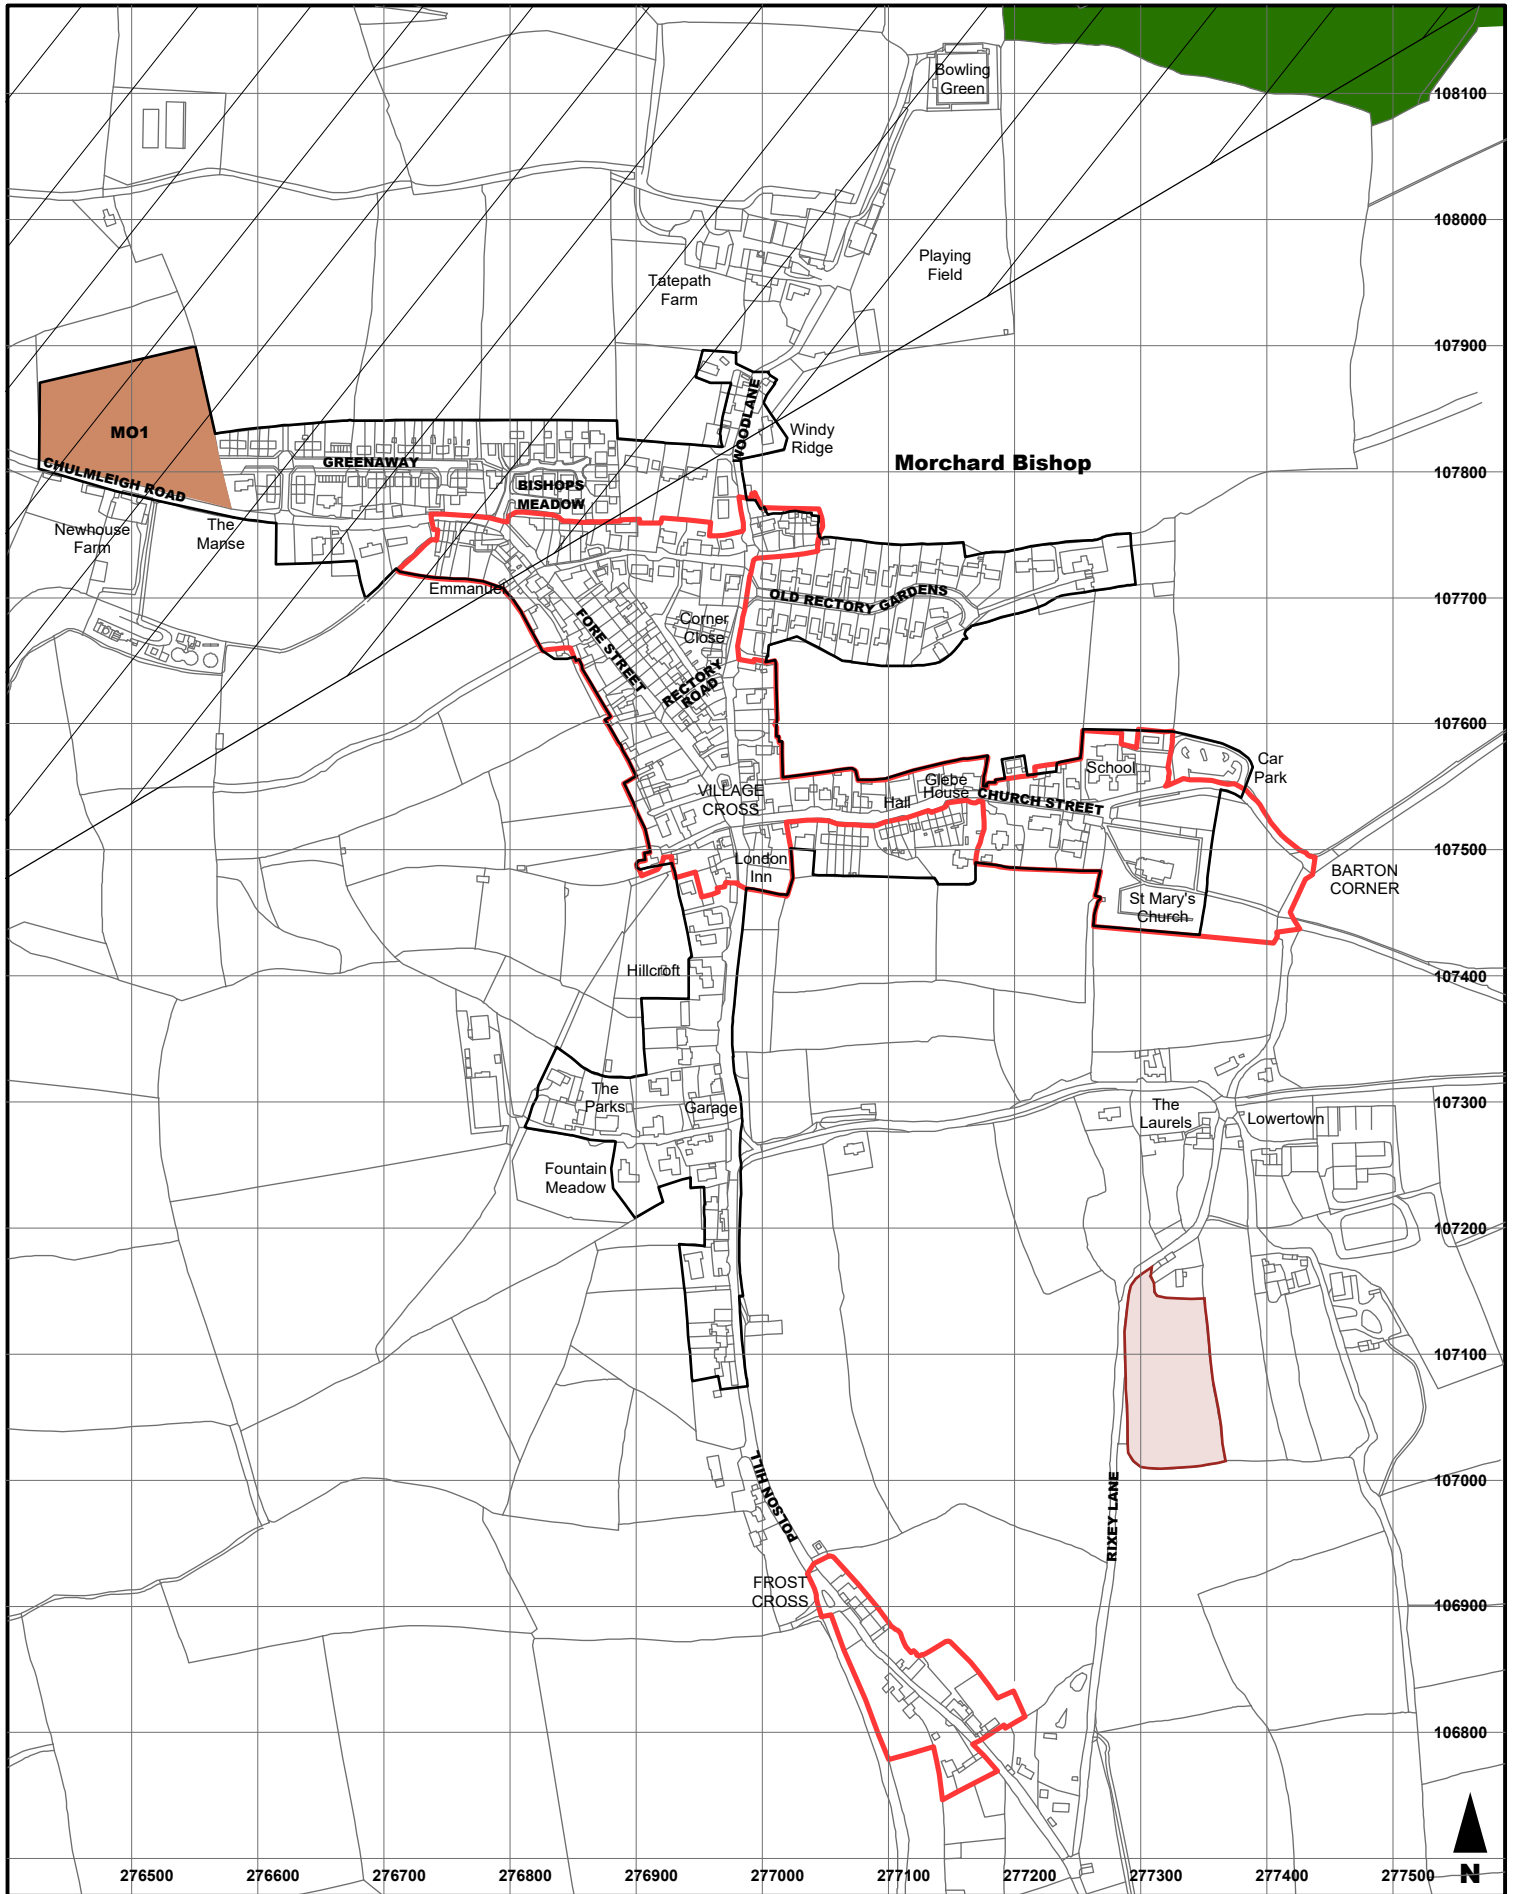 Bowling
Green
108100
108000
Playing
Field
Tatepath
Farm
107900
WOODLANE
MO1
Windy
Ridge
GREENAWAY
Morchard Bishop
CHULMLEIGH ROAD
BISHOPS
MEADOW
107800
Newhouse
Farm
The
Manse
Emmanuel
OLD RECTORY GARDENS
107700
FORE STREET
Corner
Close
RECTORY
ROAD
107600
Car
Park
School
Glebe
House
Hall
CHURCH STREET
VILLAGE
CROSS
107500
London
Inn
BARTON
CORNER
St Mary's
Church
Hillcroft
107400
The
Parks
Garage
107300
The
Laurels
Lowertown
Fountain
Meadow
107200
107100
POLSON HILL
107000
RIXEY LANE
FROST
CROSS
106900
106800
276500
276600
276700
276800
276900
277000
277100
277200
277300
277400
277500
N